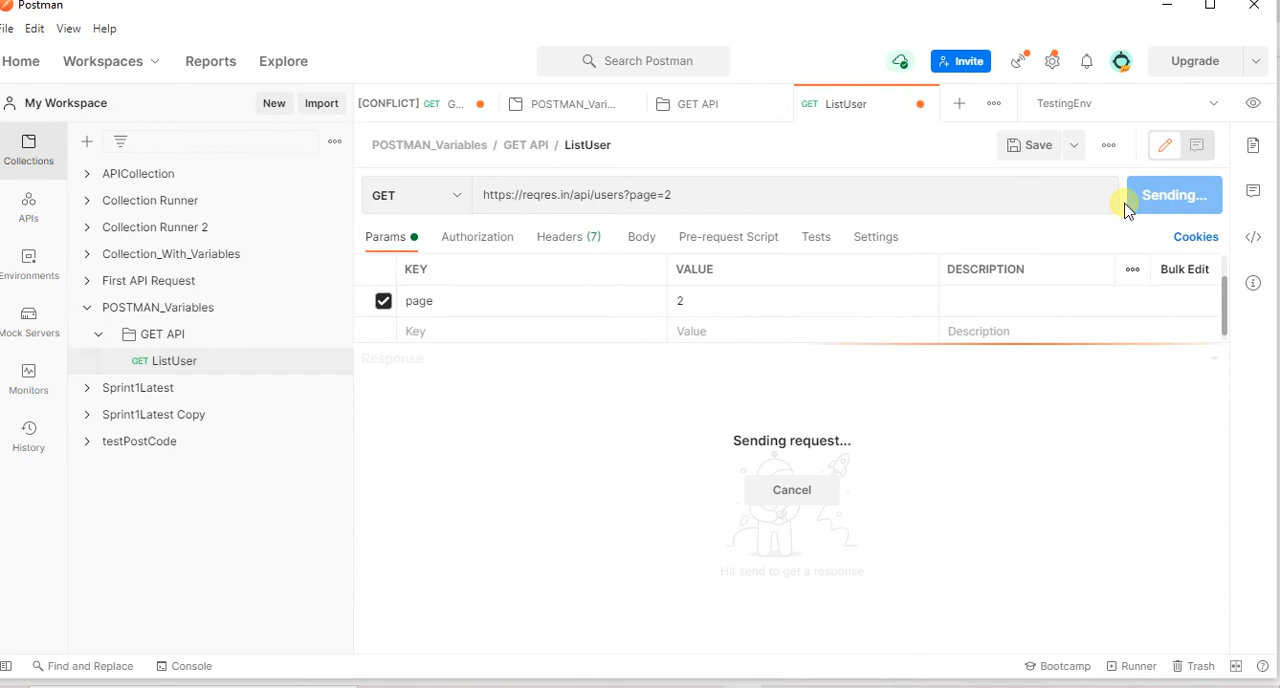 Postman
File Edit View Help
Home Workspaces Reports Explore Search Postman Invite Upgrade
My Workspace New Import [CONFLICT] GET G... POSTMAN_Vari... GET API GET ListUser TestingEnv
POSTMAN_Variables / GET API / ListUser Save
GET https://reqres.in/api/users?page=2 Sending...
Params Authorization Headers (7) Body Pre-request Script Tests Settings Cookies
KEY VALUE DESCRIPTION Bulk Edit
page 2
Key Value Description
Response
Sending request...
Cancel
Hit send to get a response
Collections
APIs
Environments
Mock Servers
Monitors
History
APICollection
Collection Runner
Collection Runner 2
Collection_With_Variables
First API Request
POSTMAN_Variables
GET API
GET ListUser
Sprint1Latest
Sprint1Latest Copy
testPostCode
Find and Replace Console Bootcamp Runner Trash